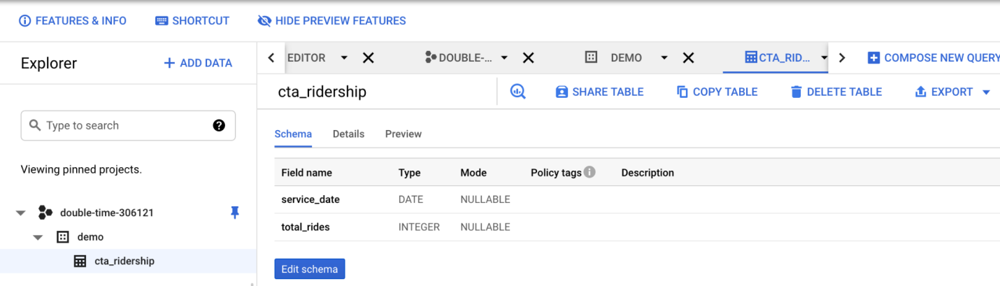 FEATURES & INFO SHORTCUT HIDE PREVIEW FEATURES
Explorer + ADD DATA
Type to search ?
Viewing pinned projects.
double-time-306121
demo
cta_ridership
EDITOR DOUBLE-... DEMO CTA_RID... COMPOSE NEW QUERY
cta_ridership SHARE TABLE COPY TABLE DELETE TABLE EXPORT
Schema Details Preview
Field name Type Mode Policy tags Description
service_date DATE NULLABLE
total_rides INTEGER NULLABLE
Edit schema